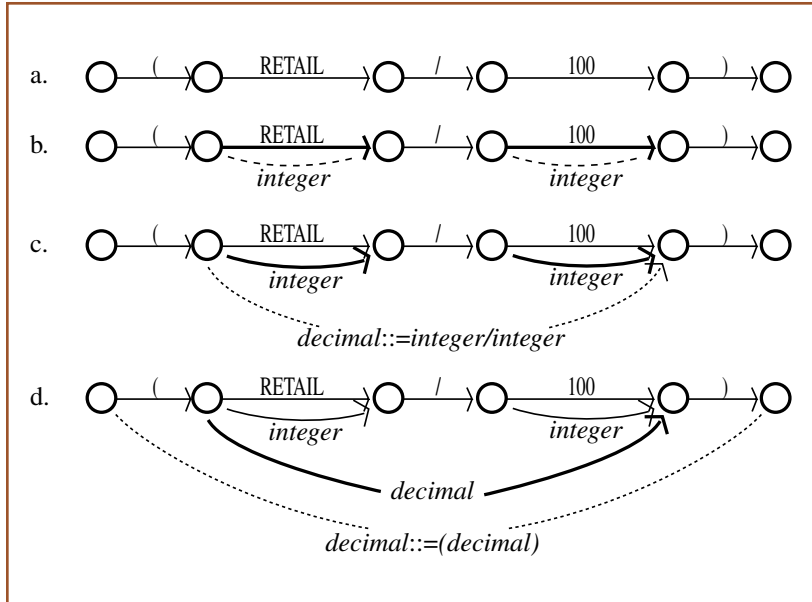 a. ( RETAIL / 100 )
b. ( RETAIL / 100 )
integer integer
c. ( RETAIL / 100 )
integer integer
decimal::=integer/integer
d. ( RETAIL / 100 )
integer integer
decimal
decimal::=(decimal)